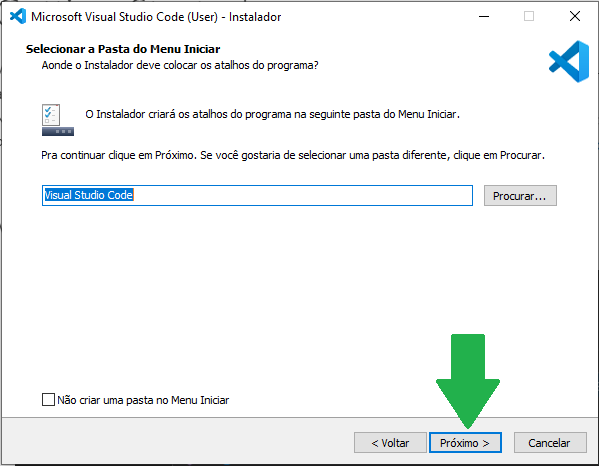 Microsoft Visual Studio Code (User) - Instalador
Selecionar a Pasta do Menu Iniciar
Aonde o Instalador deve colocar os atalhos do programa?
O Instalador criará os atalhos do programa na seguinte pasta do Menu Iniciar.
Pra continuar clique em Próximo. Se você gostaria de selecionar uma pasta diferente, clique em Procurar.
Visual Studio Code
Procurar...
Não criar uma pasta no Menu Iniciar
< Voltar
Próximo >
Cancelar